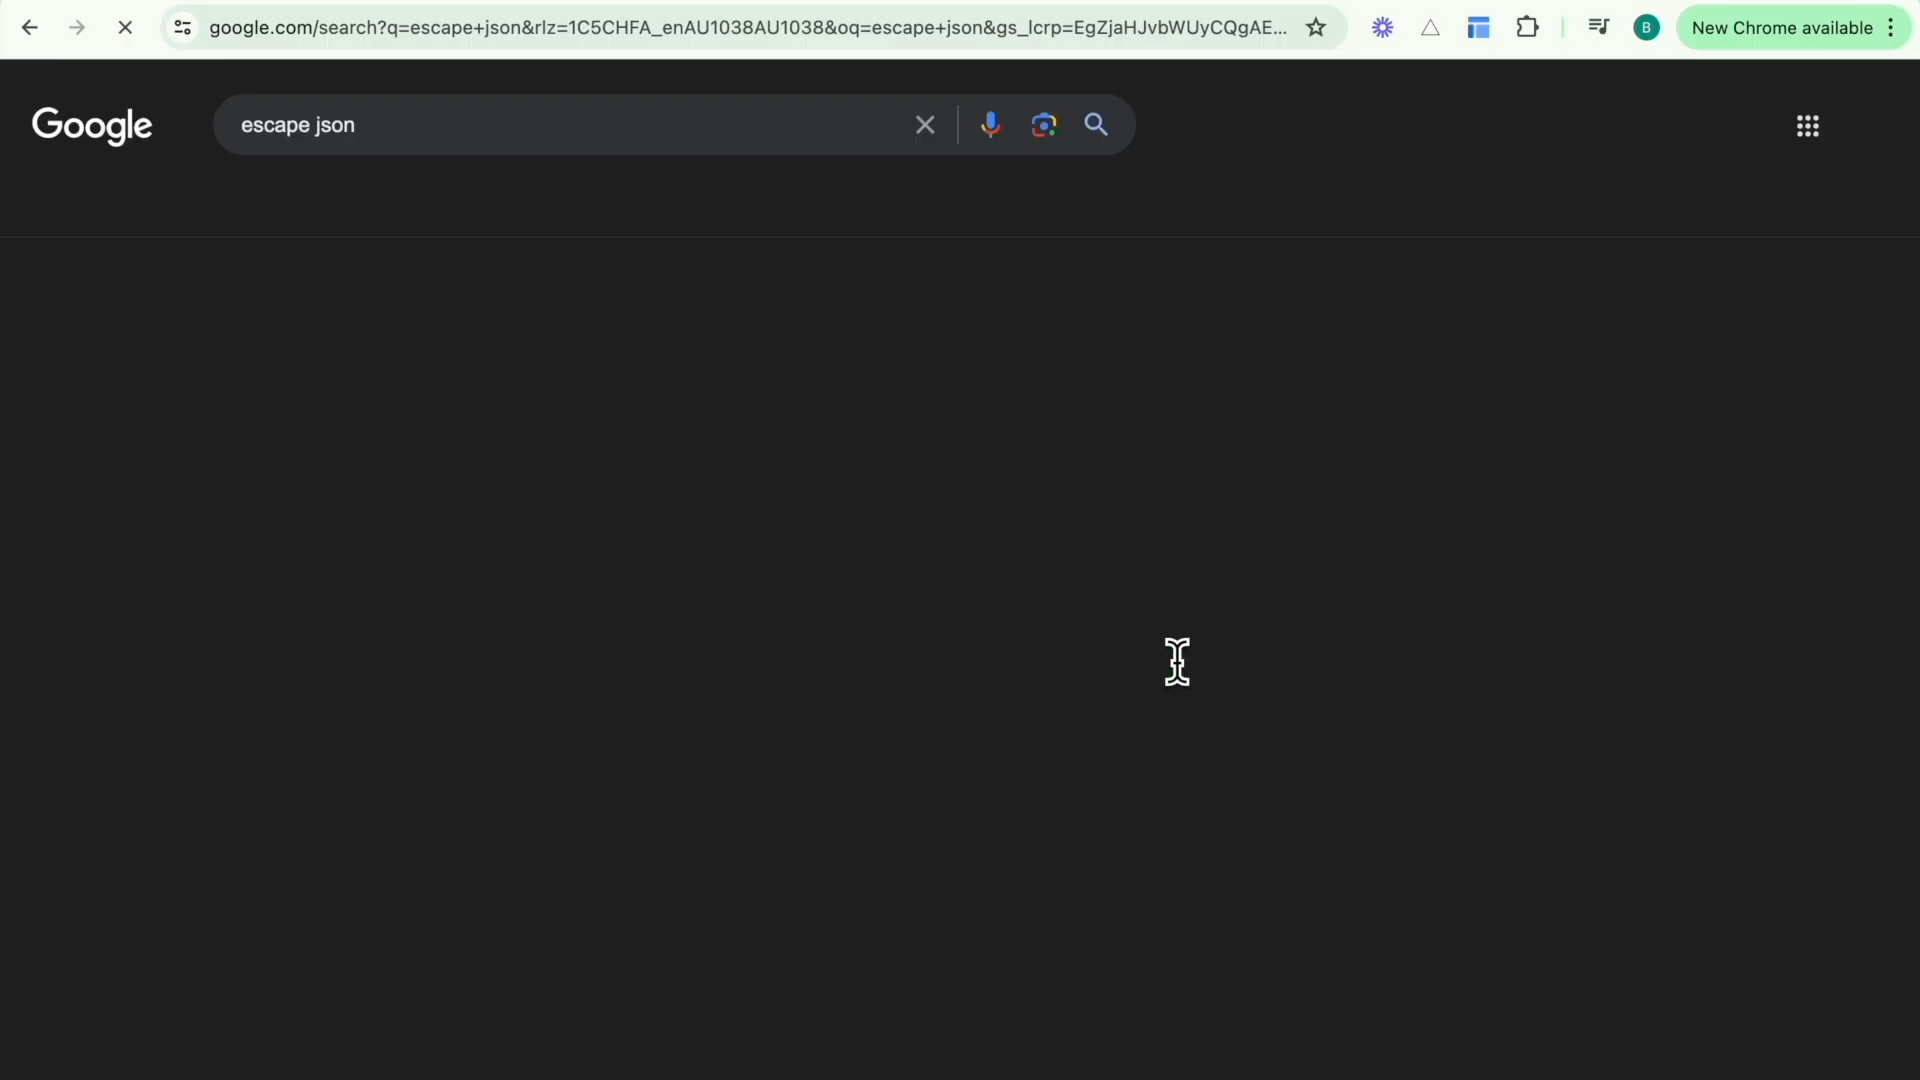 google.com/search?q=escape+json&rlz=1C5CHFA_enAU1038AU1038&oq=escape+json&gs_lcrp=EgZjaHJvbWUyCQgAE...
B
New Chrome available
Google
escape json